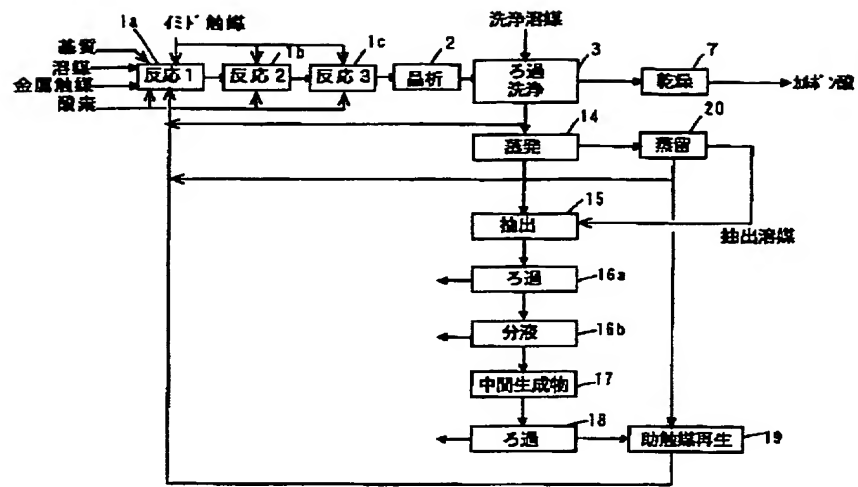 1a
イミド触媒
洗浄溶媒
1b
1c
2
3
7
基質
溶媒
金属触媒
酸素
反応1
反応2
反応3
晶析
ろ過
洗浄
乾燥
カルボン酸
14
20
蒸発
蒸留
15
抽出
抽出溶媒
ろ過
16a
分液
16b
中間生成物
17
18
ろ過
助触媒再生
19